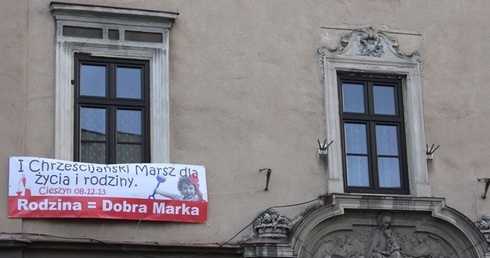 I Chrześcijański Marsz dla
życia i rodziny.
Cieszyn 08.12.13
Rodzina = Dobra Marka